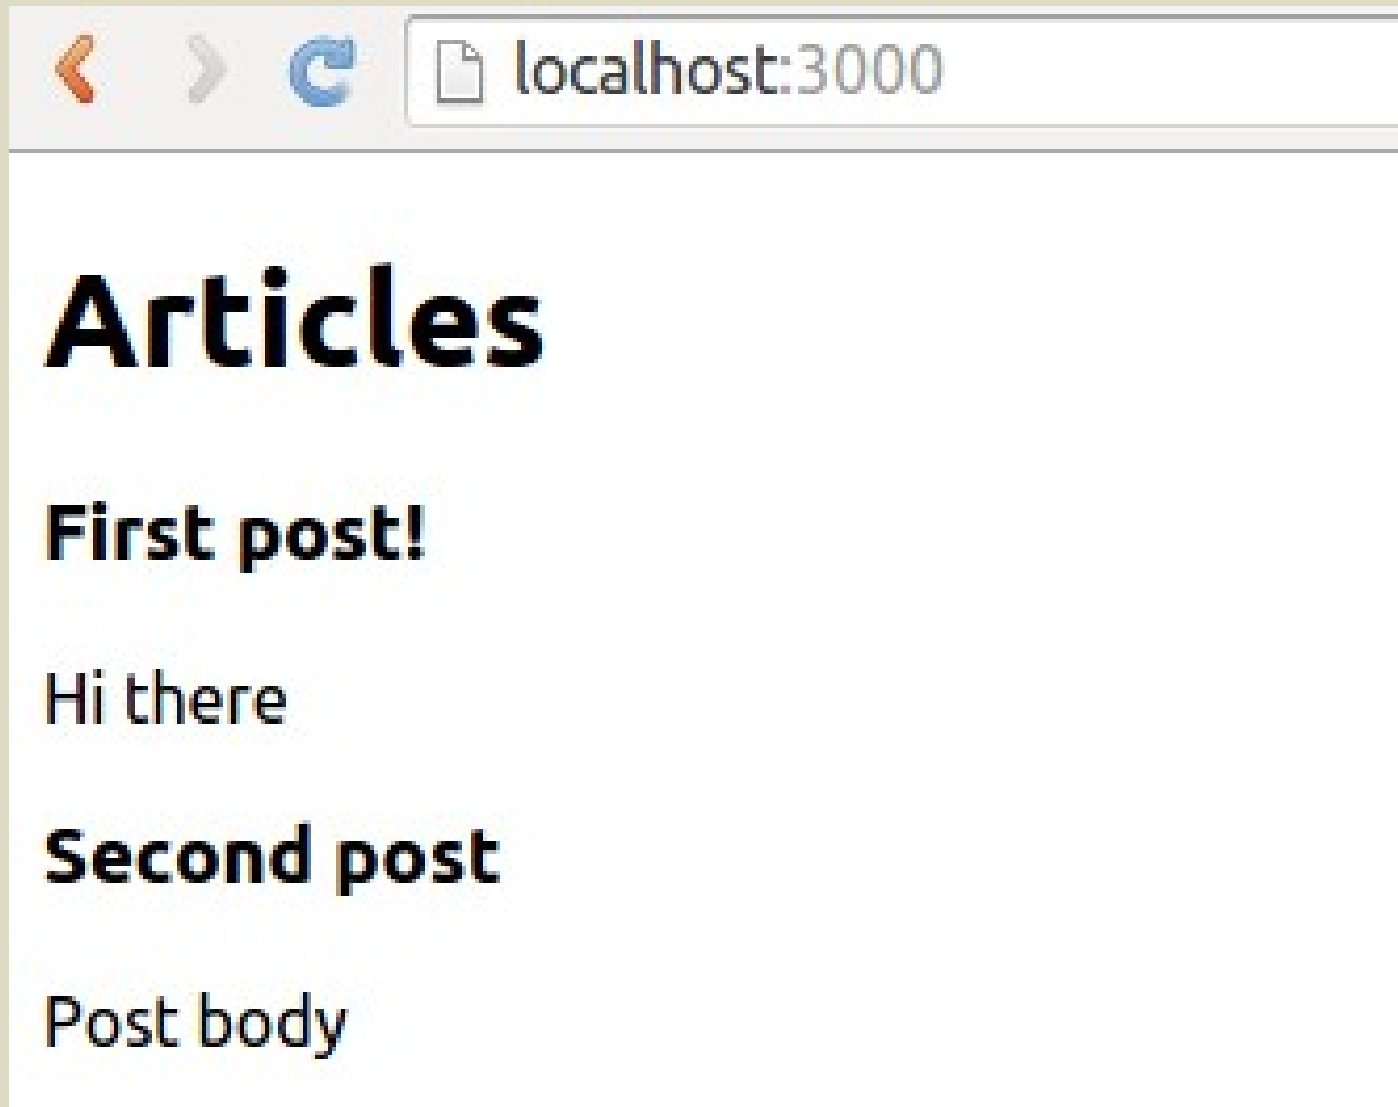 localhost:3000
Articles
First post!
Hi there
Second post
Post body